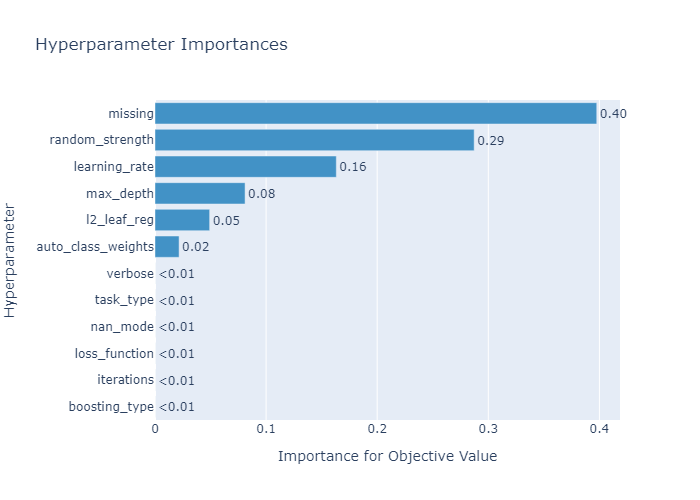 Hyperparameter Importances
Hyperparameter
missing 0.40
random_strength 0.29
learning_rate 0.16
max_depth 0.08
l2_leaf_reg 0.05
auto_class_weights 0.02
verbose <0.01
task_type <0.01
nan_mode <0.01
loss_function <0.01
iterations <0.01
boosting_type <0.01
0 0.1 0.2 0.3 0.4
Importance for Objective Value